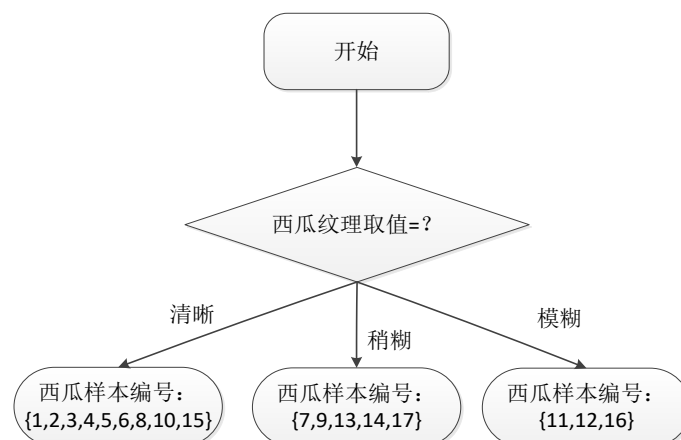 开始
西瓜纹理取值=?
清晰
稍糊
模糊
西瓜样本编号：
{1,2,3,4,5,6,8,10,15}
西瓜样本编号：
{7,9,13,14,17}
西瓜样本编号：
{11,12,16}